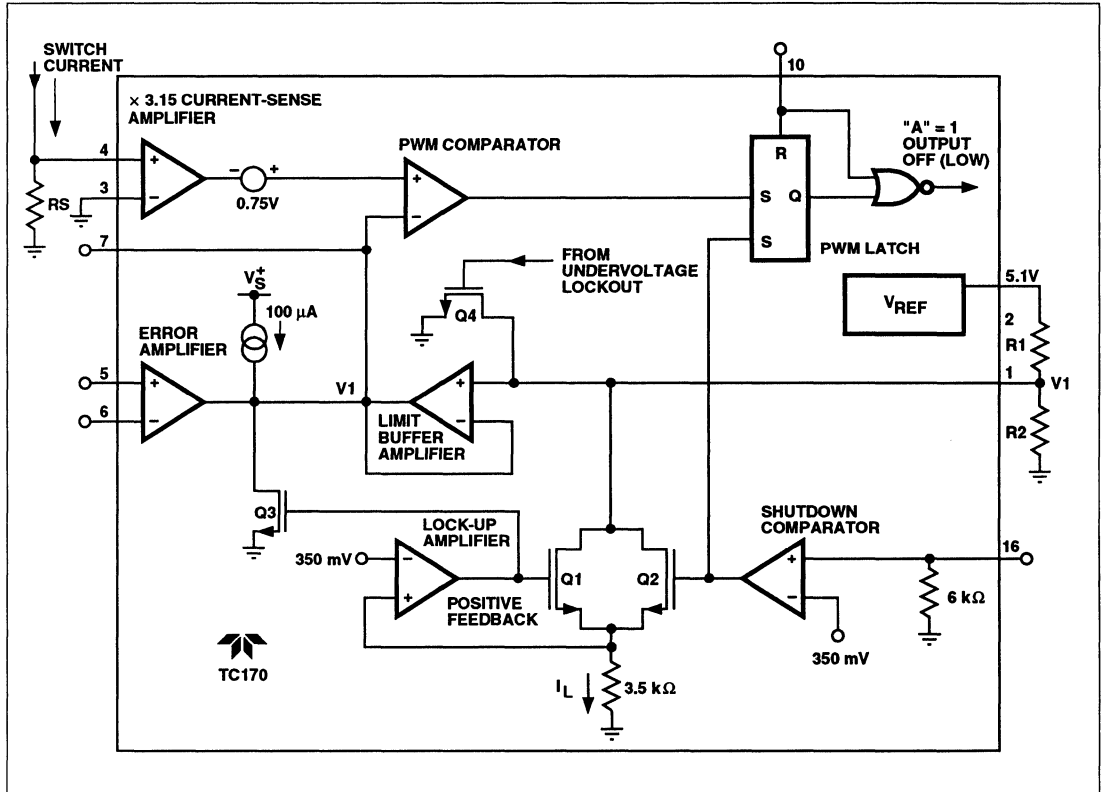 SWITCH
CURRENT
10
× 3.15 CURRENT-SENSE
AMPLIFIER
"A" = 1
OUTPUT
OFF (LOW)
PWM COMPARATOR
R
4
+
–
+
+
3
–
0.75V
–
S
Q
RS
S
7
PWM LATCH
FROM
UNDERVOLTAGE
LOCKOUT
VS+
100 µA
Q4
VREF
5.1V
2
R1
ERROR
AMPLIFIER
5
+
V1
+
1
V1
6
–
LIMIT
BUFFER
AMPLIFIER
–
R2
Q3
LOCK-UP
AMPLIFIER
SHUTDOWN
COMPARATOR
350 mV
–
+
16
Q1
Q2
+
POSITIVE
FEEDBACK
–
6 kΩ
350 mV
TC170
IL
3.5 kΩ